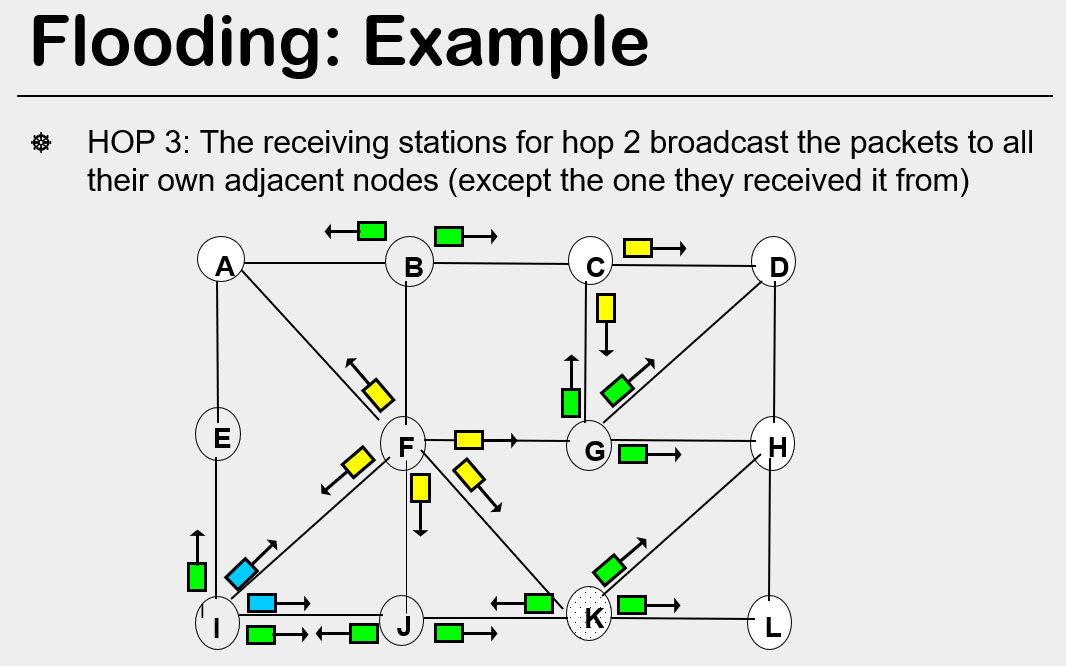 Flooding: Example
HOP 3: The receiving stations for hop 2 broadcast the packets to all
their own adjacent nodes (except the one they received it from)
A B C D
E F G H
I J K L